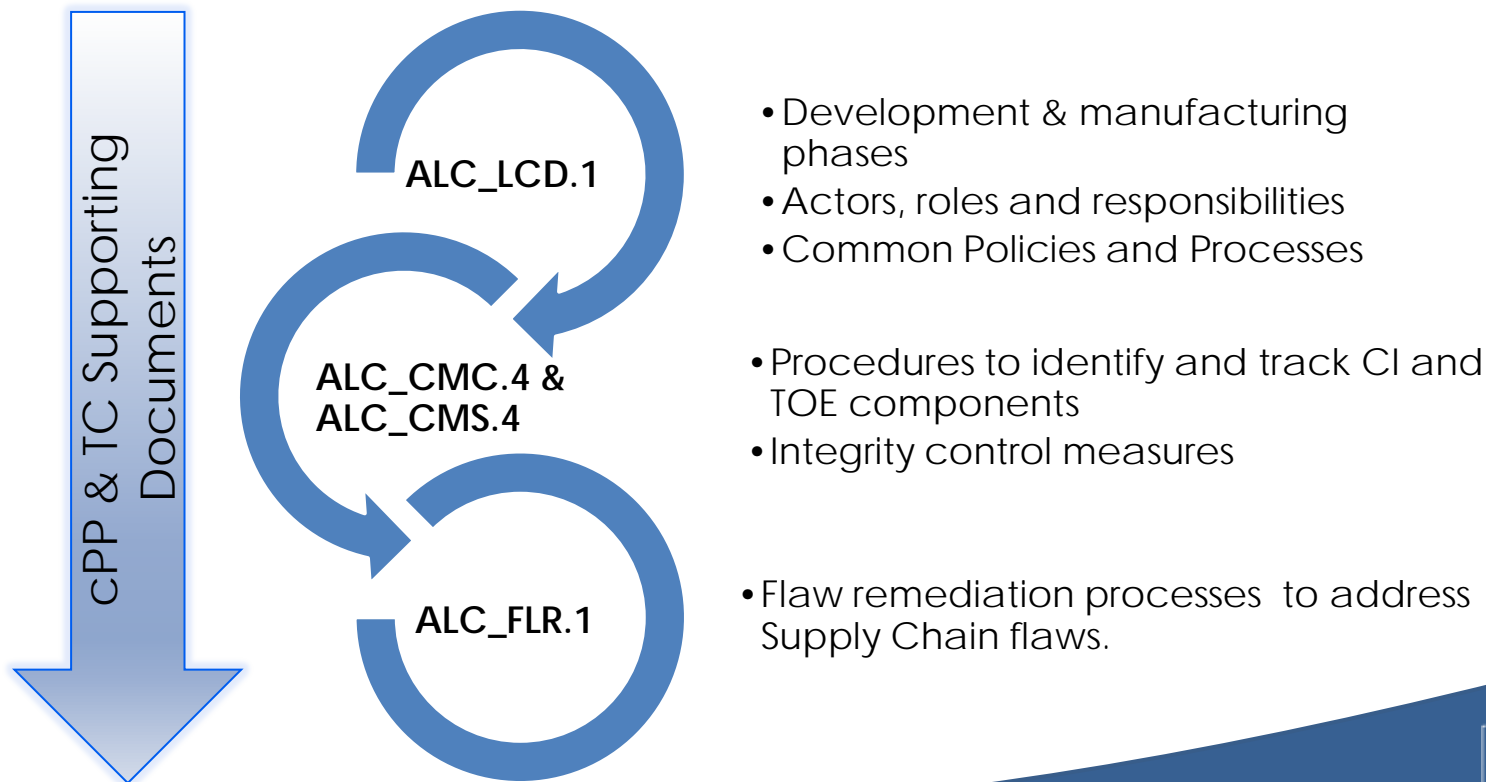 cPP & TC Supporting
Documents
ALC_LCD.1
• Development & manufacturing
phases
• Actors, roles and responsibilities
• Common Policies and Processes
ALC_CMC.4 &
ALC_CMS.4
• Procedures to identify and track CI and
TOE components
• Integrity control measures
ALC_FLR.1
• Flaw remediation processes to address
Supply Chain flaws.